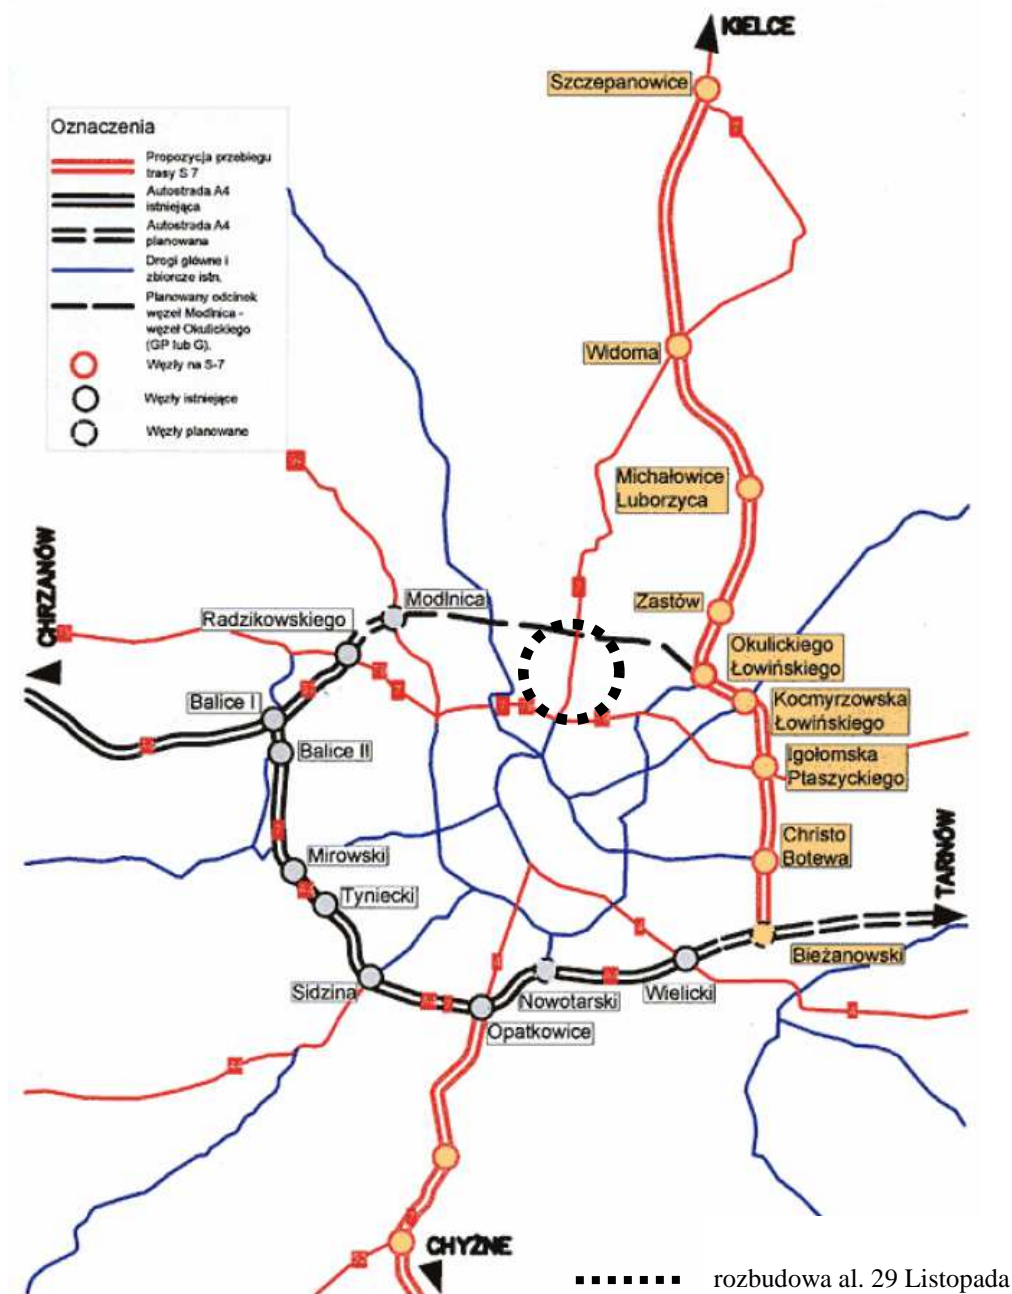 KIELCE
Szczepanowice
7
Oznaczenia
Propozycja przebiegu
trasy S 7
Autostrada A4
istniejąca
Autostrada A4
planowana
Drogi główne i
zbiorcze istn.
Planowany odcinek
węzeł Modlnica -
węzeł Okulickiego
(GP lub G).
Węzły na S-7
Węzły istniejące
Węzły planowane
Widoma
Michałowice
Luborzyca
CHRZANÓW
Modlnica
7
Zastów
Radzikowskiego
Okulickiego
Łowińskiego
Balice I
Kocmyrzowska
Łowińskiego
Balice II
Igołomska
Ptaszyckiego
Christo
Botewa
TARNÓW
Mirowski
Tyniecki
Bieżanowski
Sidzina
Nowotarski
Wielicki
Opatkowice
CHYŻNE
rozbudowa al. 29 Listopada